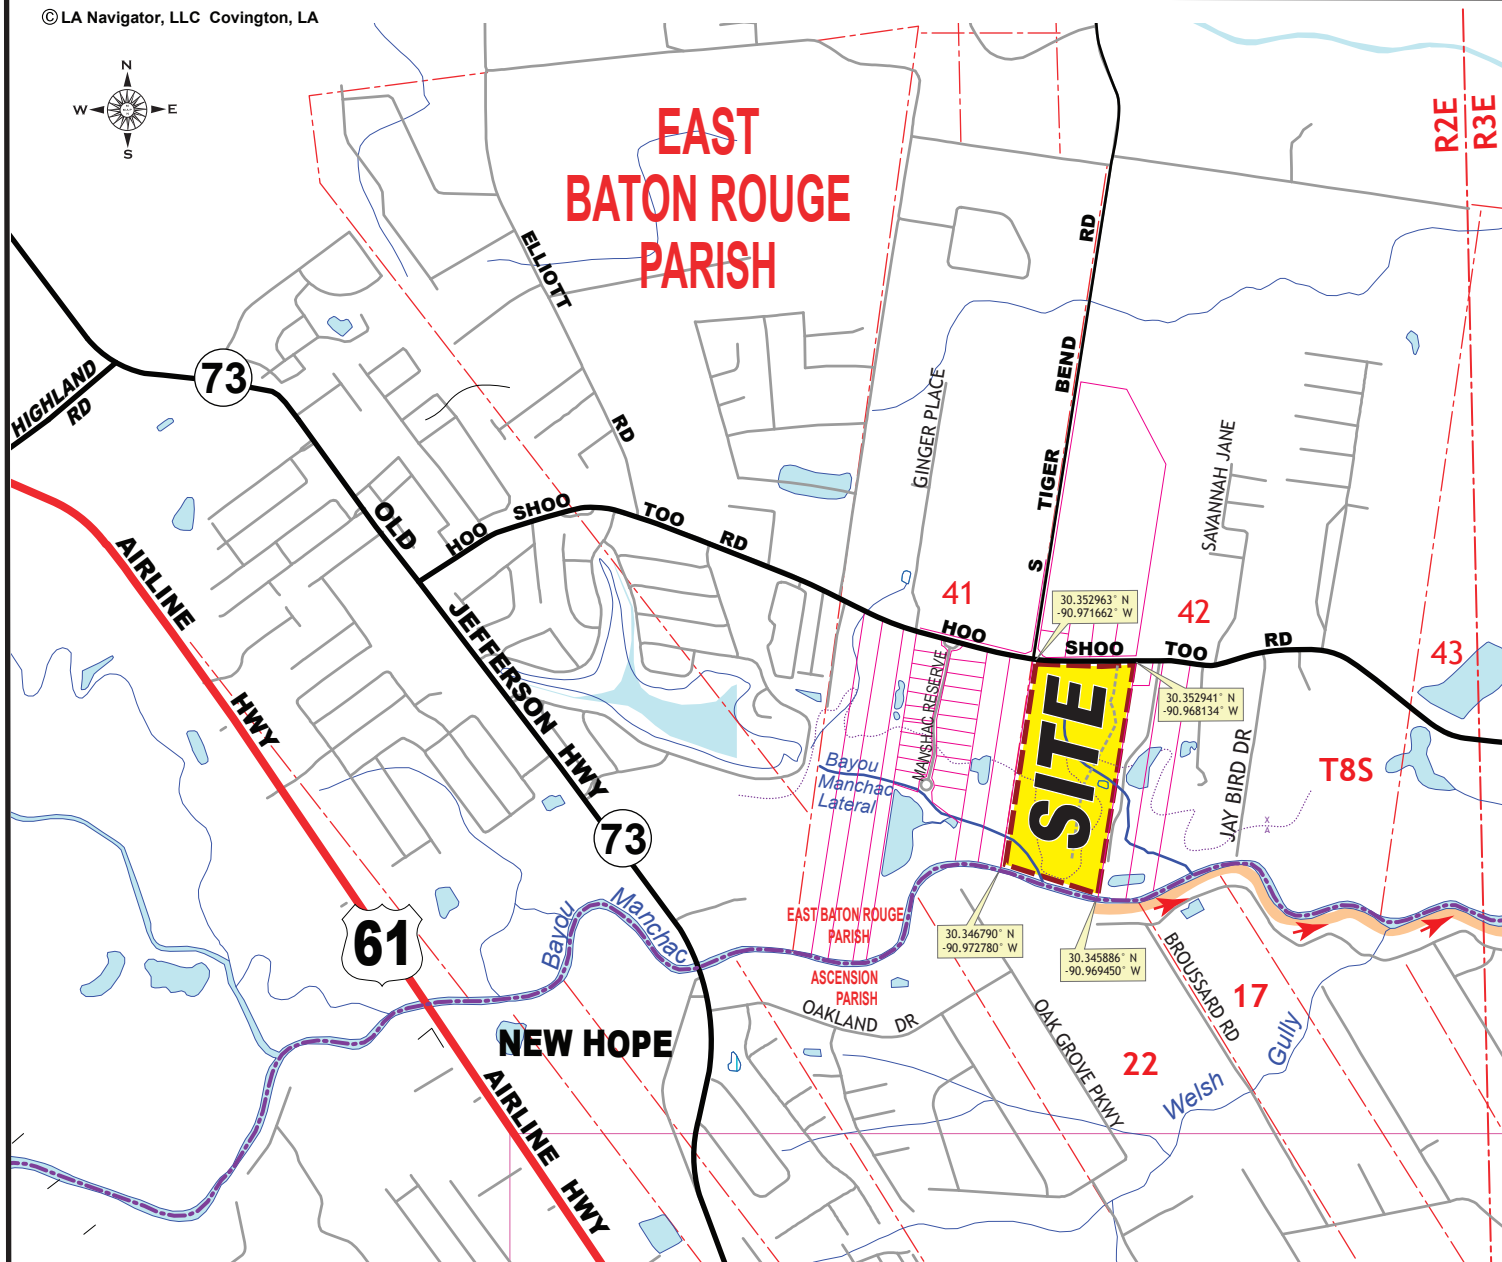 © LA Navigator, LLC Covington, LA
N
W E
S
EAST
BATON ROUGE
PARISH
R2E
R3E
HIGHLAND
RD
73
ELLIOTT
RD
OLD
JEFFERSON HWY
73
HOO SHOO TOO RD
HOO SHOO TOO RD
GINGER PLACE
S TIGER BEND RD
SAVANNAH JANE
41
42
43
30.352963° N
-90.971662° W
30.352941° N
-90.968134° W
AIRLINE
HWY
MANSHAC RESERVE
SITE
JAY BIRD DR
T8S
Bayou
Manchac
Lateral
X
A
61
Bayou Manchac
EAST BATON ROUGE
PARISH
ASCENSION
PARISH
30.346790° N
-90.972780° W
30.345886° N
-90.969450° W
OAKLAND DR
OAK GROVE PKWY
BROUSSARD RD
17
22
Welsh Gully
NEW HOPE
AIRLINE
HWY